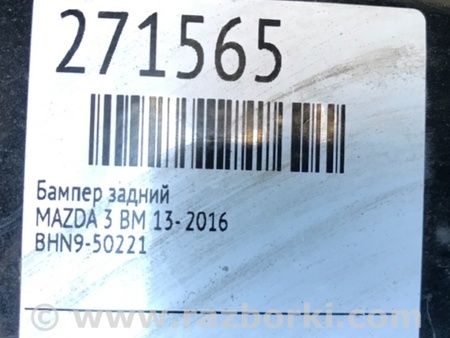 271565
Бампер задний
MAZDA 3 BM 13- 2016
BHN9-50221
© www.razborki.com